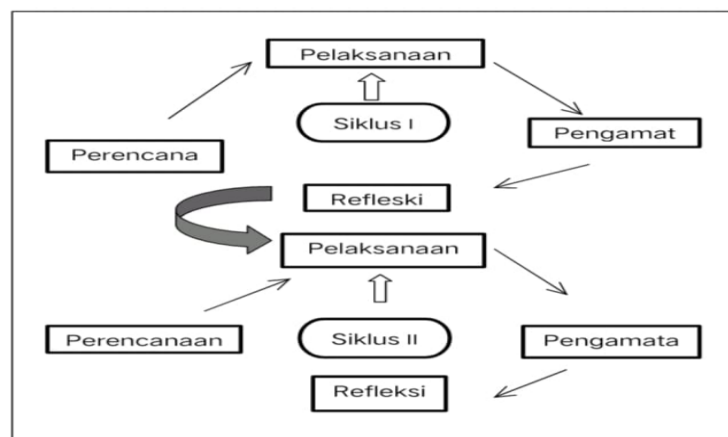 Pelaksanaan
Siklus I
Pengamat
Perencana
Refleski
Pelaksanaan
Perencanaan
Siklus II
Pengamata
Refleksi